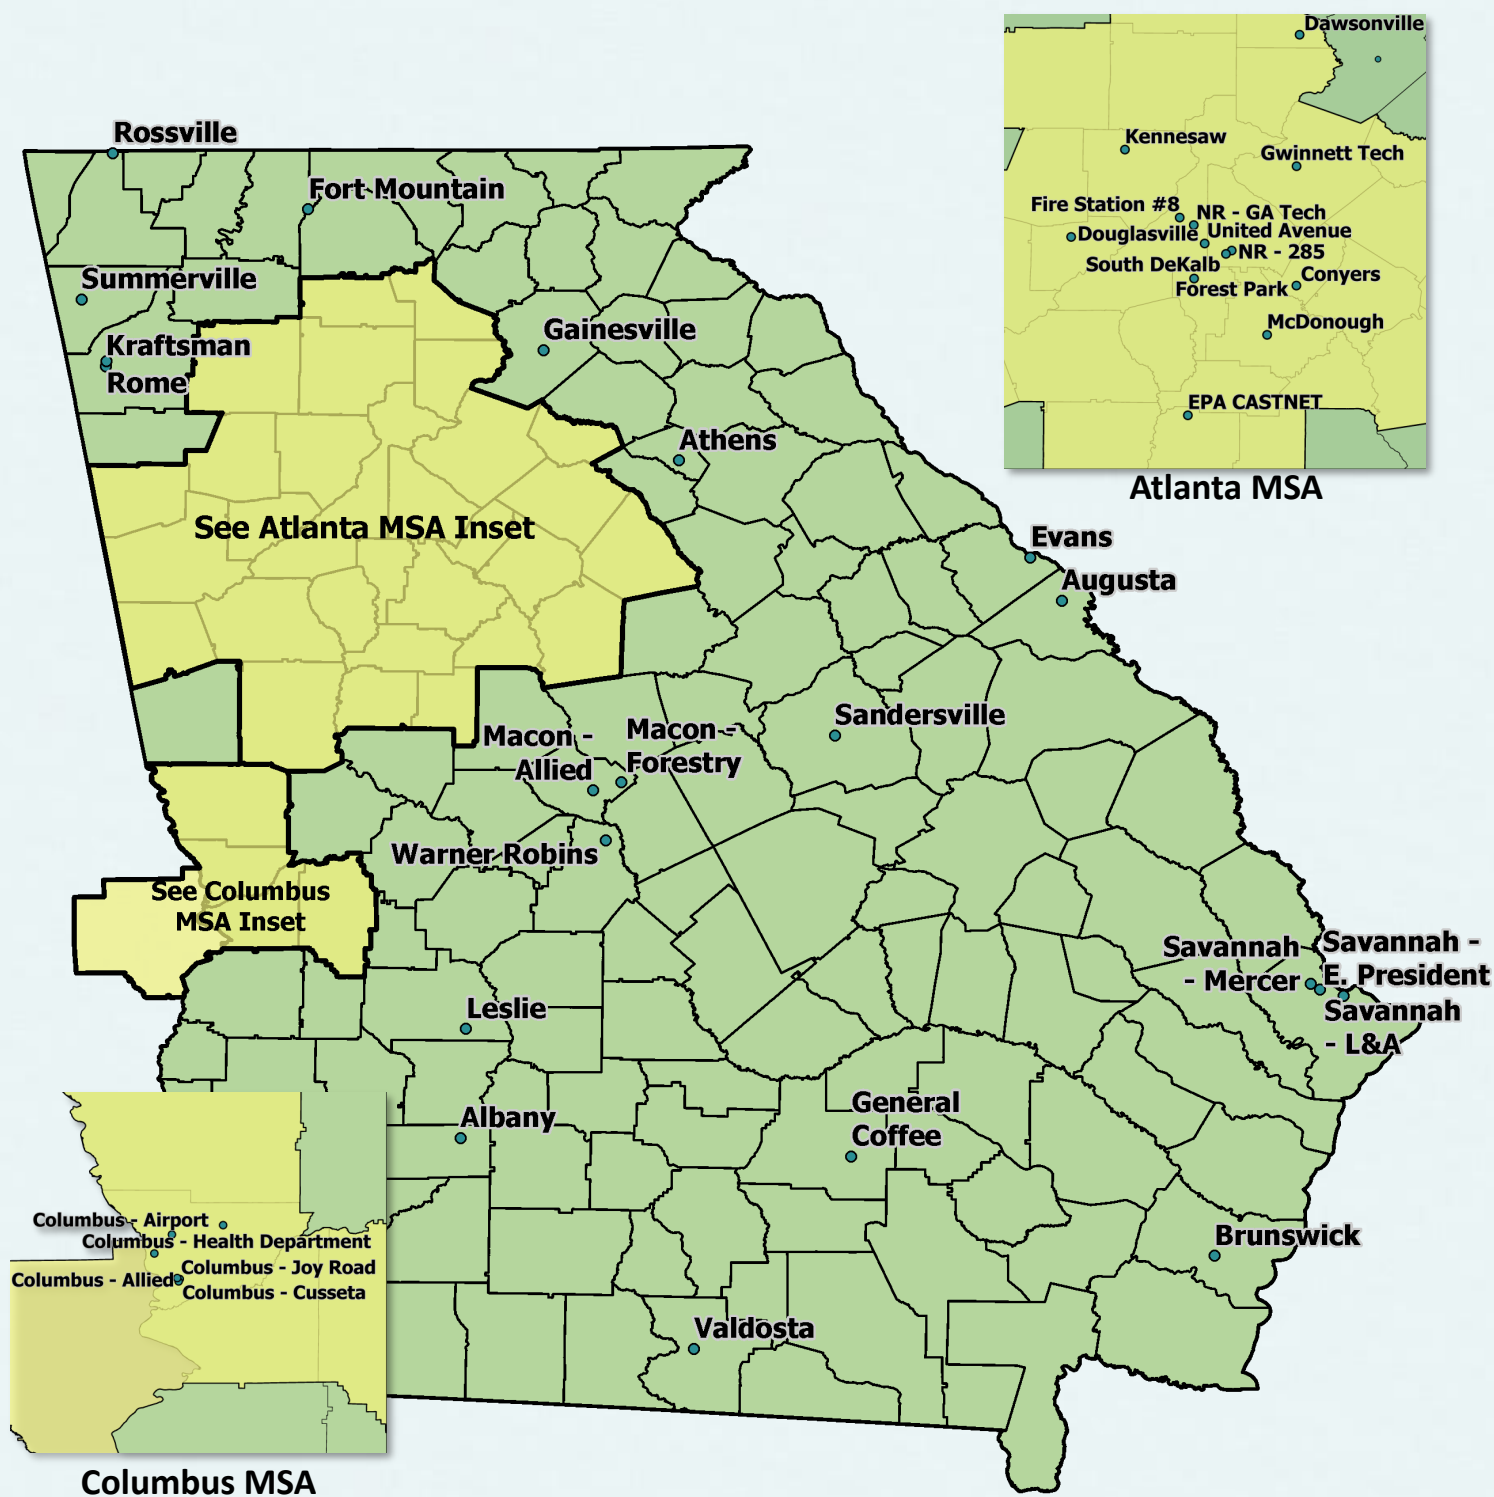 Dawsonville
Kennesaw
Gwinnett Tech
Fire Station #8
NR - GA Tech
Douglasville
United Avenue
NR - 285
South DeKalb
Conyers
Forest Park
McDonough
EPA CASTNET
Atlanta MSA
Rossville
Fort Mountain
Summerville
Gainesville
Kraftsman
Rome
Athens
See Atlanta MSA Inset
Evans
Augusta
Sandersville
Macon -
Allied
Macon -
Forestry
Warner Robins
See Columbus
MSA Inset
Savannah
- Mercer
Savannah -
E. President
Savannah
- L&A
Leslie
Albany
General
Coffee
Brunswick
Valdosta
Columbus - Airport
Columbus - Health Department
Columbus - Joy Road
Columbus - Allied
Columbus - Cusseta
Columbus MSA